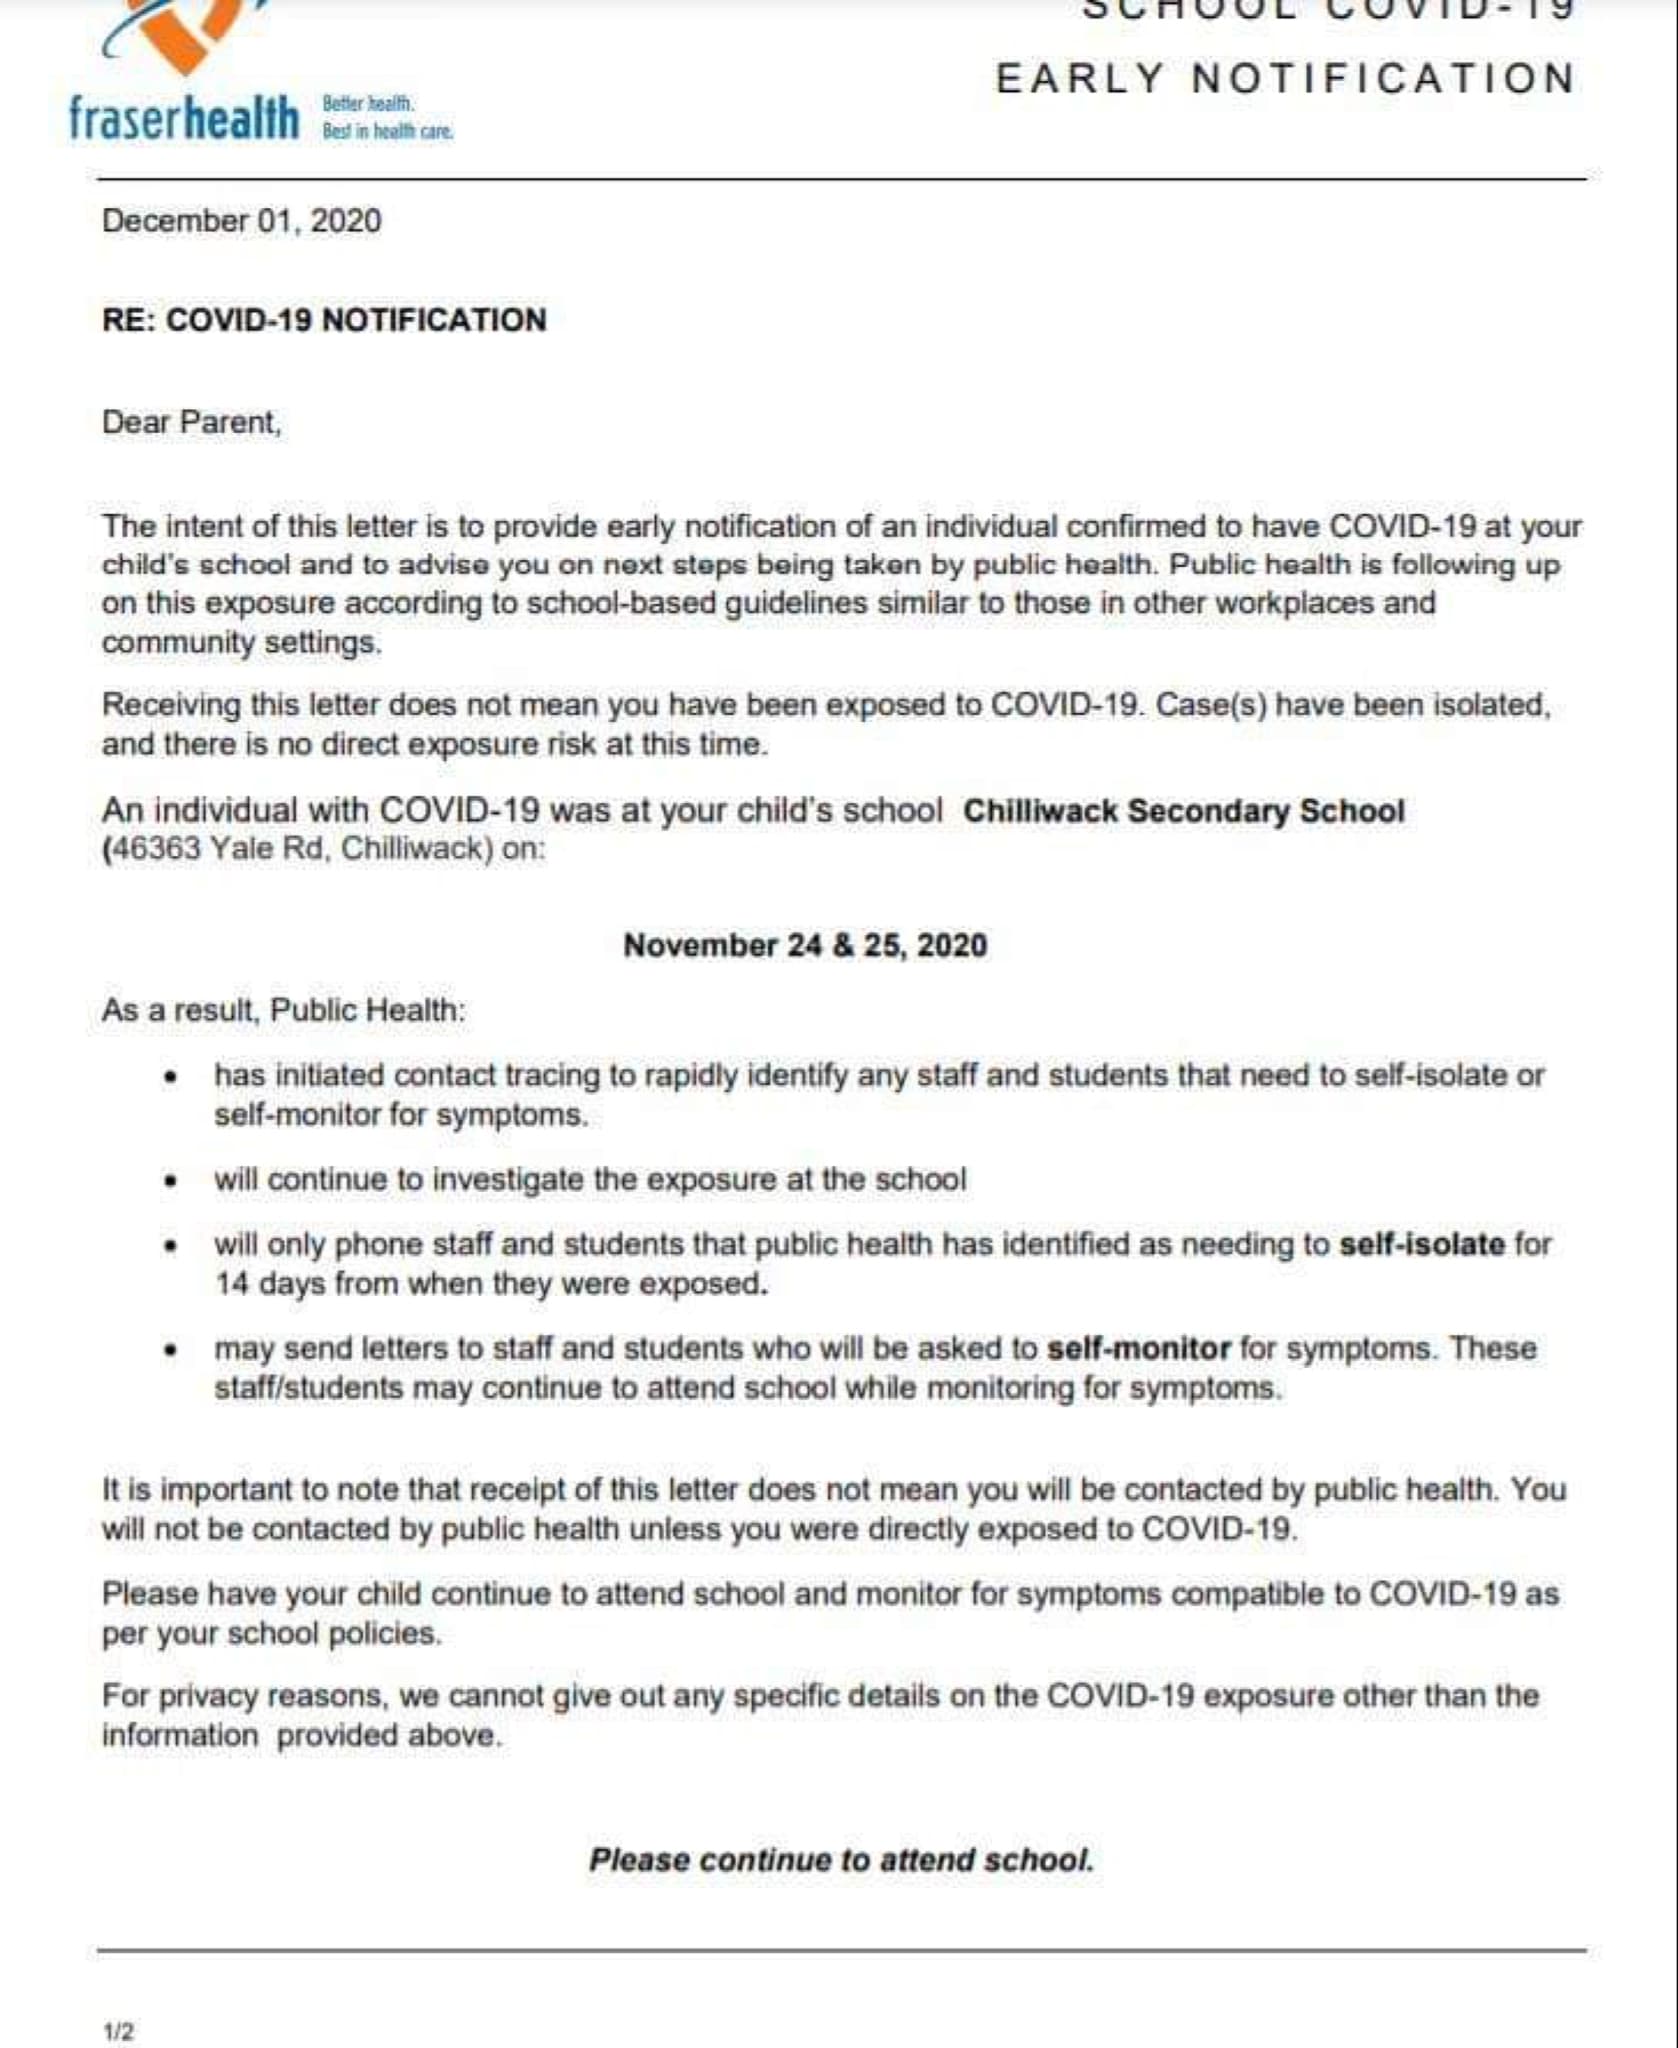 SCHOOL COVID-19
EARLY NOTIFICATION
fraserhealth
Better health.
Best in health care.
December 01, 2020
RE: COVID-19 NOTIFICATION
Dear Parent,
The intent of this letter is to provide early notification of an individual confirmed to have COVID-19 at your
child's school and to advise you on next steps being taken by public health. Public health is following up
on this exposure according to school-based guidelines similar to those in other workplaces and
community settings.
Receiving this letter does not mean you have been exposed to COVID-19. Case(s) have been isolated,
and there is no direct exposure risk at this time.
An individual with COVID-19 was at your child's school Chilliwack Secondary School
(46363 Yale Rd, Chilliwack) on:
November 24 & 25, 2020
As a result, Public Health:
• has initiated contact tracing to rapidly identify any staff and students that need to self-isolate or
self-monitor for symptoms.
• will continue to investigate the exposure at the school
• will only phone staff and students that public health has identified as needing to self-isolate for
14 days from when they were exposed.
• may send letters to staff and students who will be asked to self-monitor for symptoms. These
staff/students may continue to attend school while monitoring for symptoms.
It is important to note that receipt of this letter does not mean you will be contacted by public health. You
will not be contacted by public health unless you were directly exposed to COVID-19.
Please have your child continue to attend school and monitor for symptoms compatible to COVID-19 as
per your school policies.
For privacy reasons, we cannot give out any specific details on the COVID-19 exposure other than the
information provided above.
Please continue to attend school.
1/2